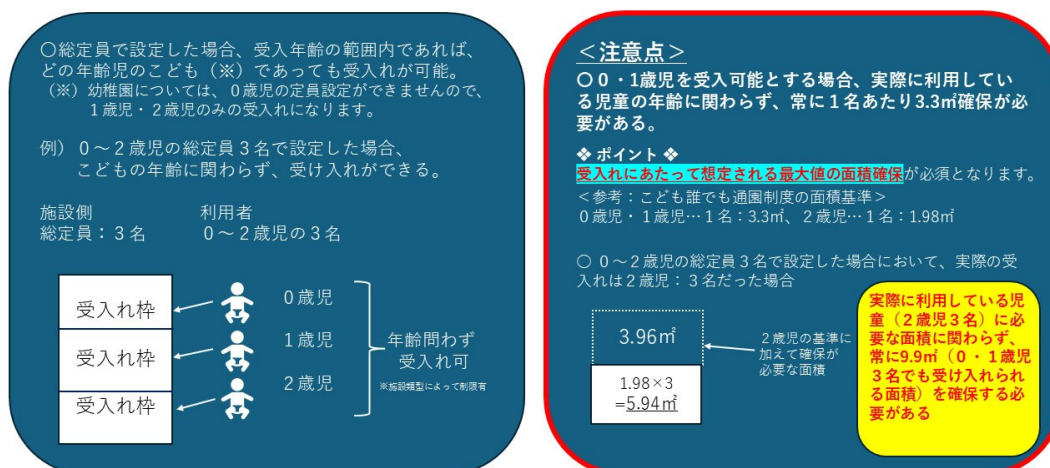 〇総定員で設定した場合、受入年齢の範囲内であれば、
どの年齢児のこども（※）であっても受入れが可能。
（※）幼稚園については、０歳児の定員設定ができませんので、
１歳児・２歳児のみの受入れになります。
例）０～２歳児の総定員３名で設定した場合、
こどもの年齢に関わらず、受け入れができる。
施設側
総定員：３名
利用者
０～２歳児の３名
受入れ枠
受入れ枠
受入れ枠
０歳児
１歳児
２歳児
年齢問わず
受入れ可
※施設類型によって制限有
＜注意点＞
〇０・1歳児を受入可能とする場合、実際に利用してい
る児童の年齢に関わらず、常に１名あたり3.3㎡確保が必
要がある。
❖ ポイント ❖
受入れにあたって想定される最大値の面積確保が必須となります。
＜参考：こども誰でも通園制度の面積基準＞
０歳児・１歳児…１名：3.3㎡、２歳児…１名：1.98㎡
〇 ０～２歳児の総定員３名で設定した場合において、実際の受
入れは２歳児：３名だった場合
3.96㎡
1.98×3
=5.94㎡
２歳児の基準に
加えて確保が
必要な面積
実際に利用している児
童（２歳児３名）に必
要な面積に関わらず、
常に9.9㎡（０・１歳児
３名でも受け入れられ
る面積）を確保する必
要がある